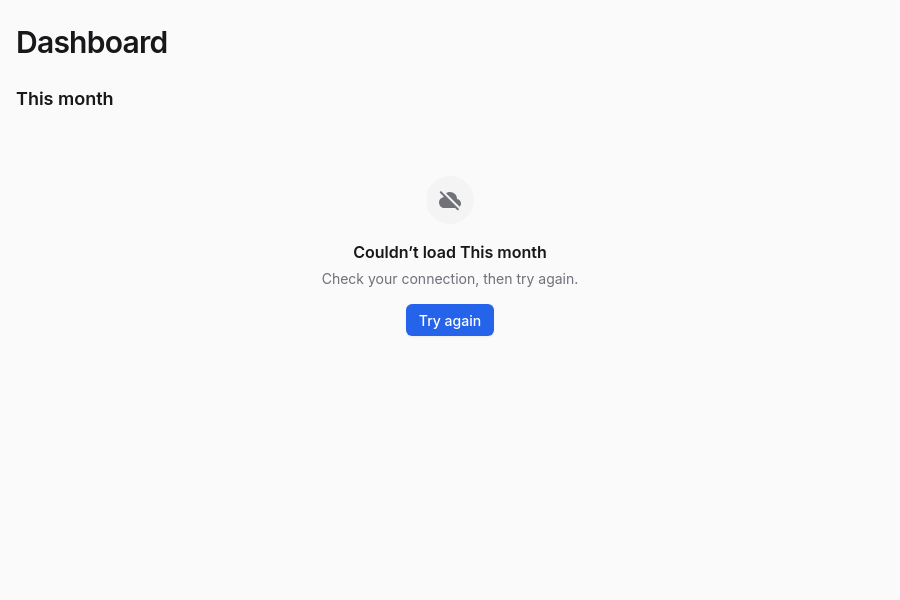 Dashboard
This month
Couldn’t load This month
Check your connection, then try again.
Try again